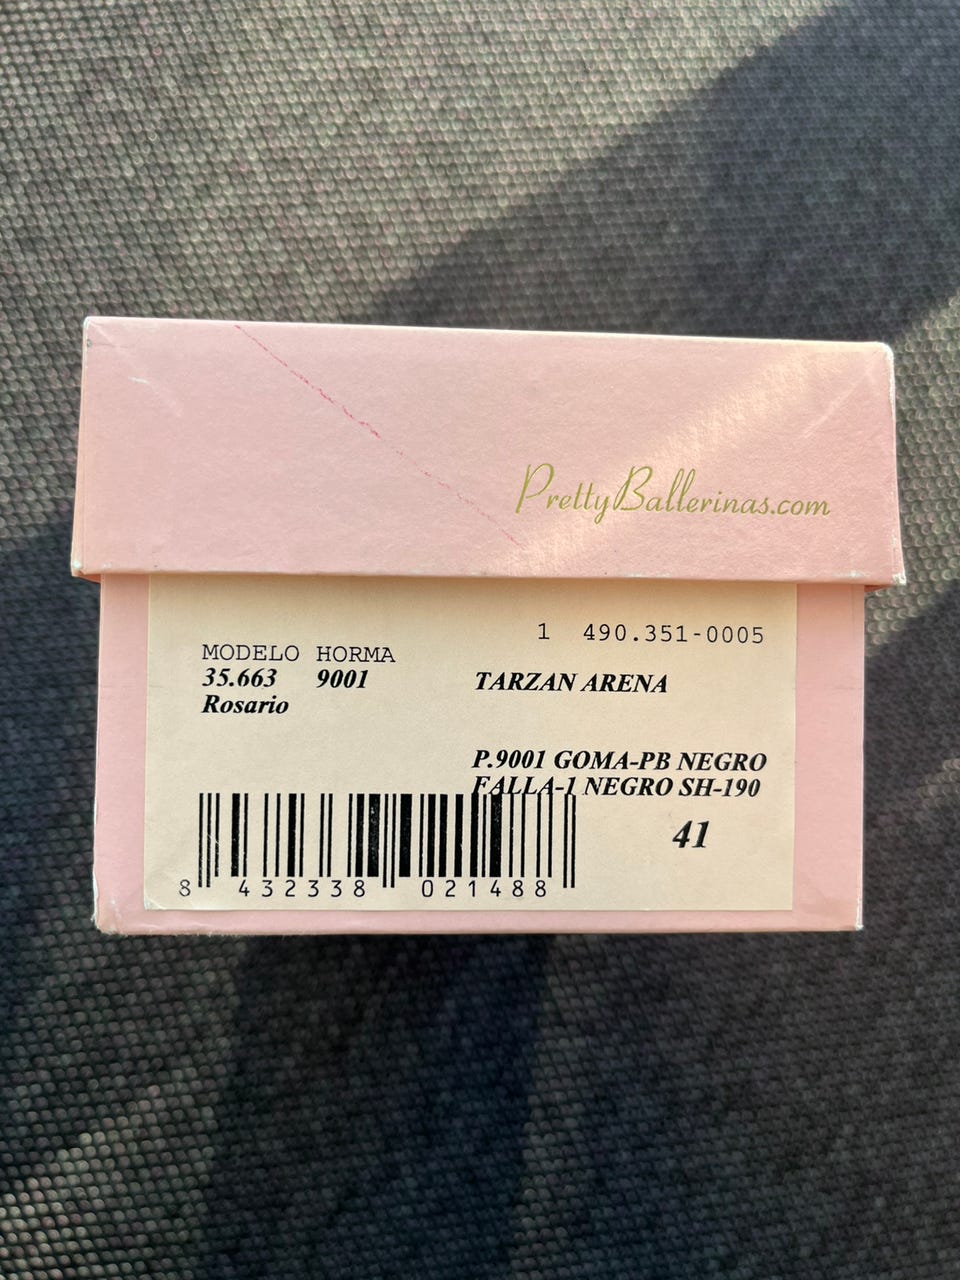 PrettyBallerinas.com
1 490.351-0005
MODELO HORMA
35.663 9001
TARZAN ARENA
Rosario
P.9001 GOMA-PB NEGRO
FALLA-1 NEGRO SH-190
41
8 432338 021488